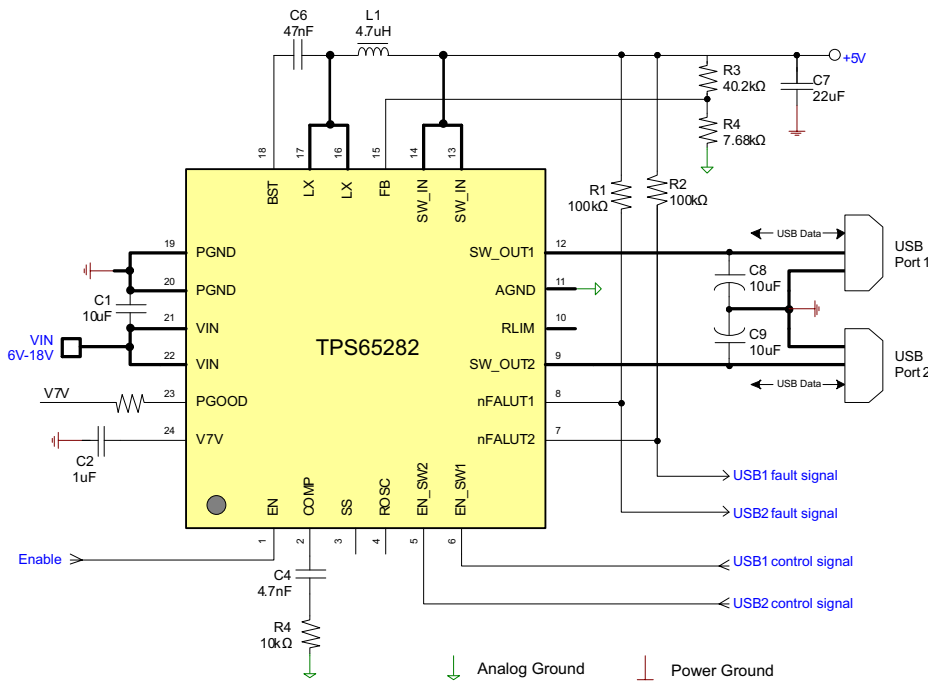 C6
47nF
L1
4.7uH
+5V
R3
40.2kΩ
C7
22uF
R4
7.68kΩ
18
17
16
15
14
13
BST
LX
LX
FB
SW_IN
SW_IN
R1
100kΩ
R2
100kΩ
USB Data
USB
Port 1
19
PGND
SW_OUT1
12
20
PGND
AGND
11
C1
10uF
C8
10uF
21
VIN
RLIM
10
VIN
6V-18V
TPS65282
C9
10uF
22
VIN
SW_OUT2
9
USB
Port 2
USB Data
V7V
23
PGOOD
nFALUT1
8
24
V7V
nFALUT2
7
C2
1uF
EN
COMP
SS
ROSC
EN_SW2
EN_SW1
USB1 fault signal
USB2 fault signal
1
2
3
4
5
6
Enable
USB1 control signal
C4
4.7nF
USB2 control signal
R4
10kΩ
Analog Ground
Power Ground